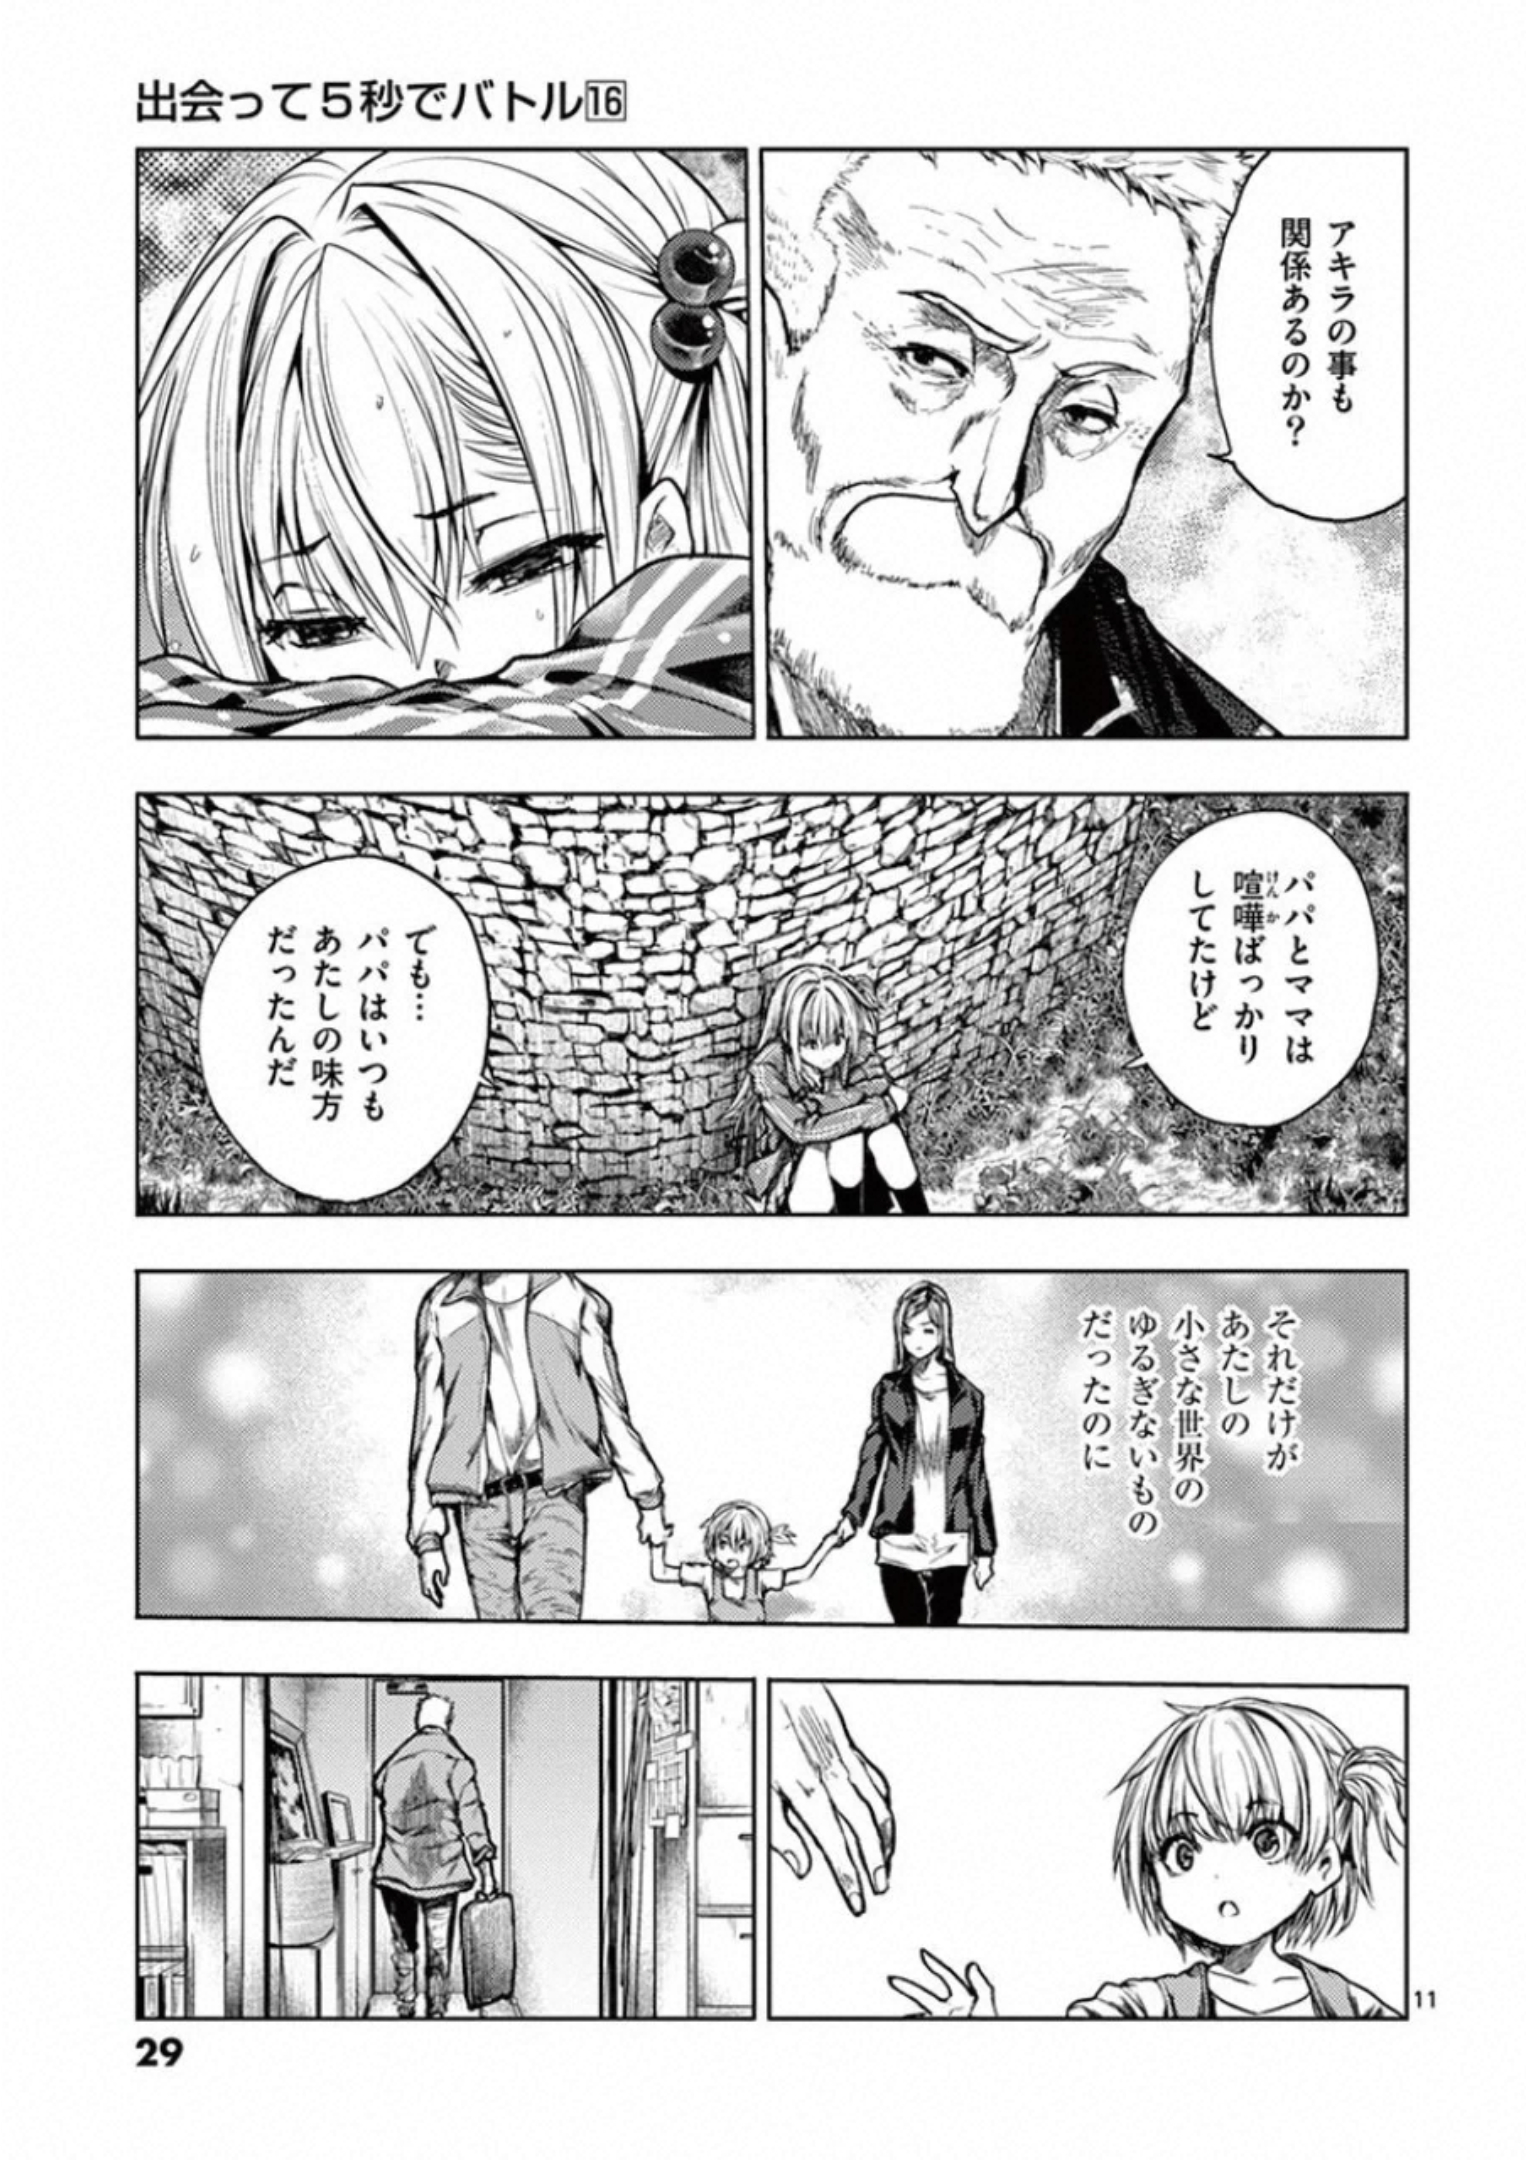 出会って5秒でバトル16
アキラの事も
関係あるのか?
パパとママは
喧嘩ばっかり
けんか
してたけど
でも…
パパはいつも
あたしの味方
だったんだ
それだけが
あたしの
小さな世界の
ゆるぎないもの
だったのに
11
29